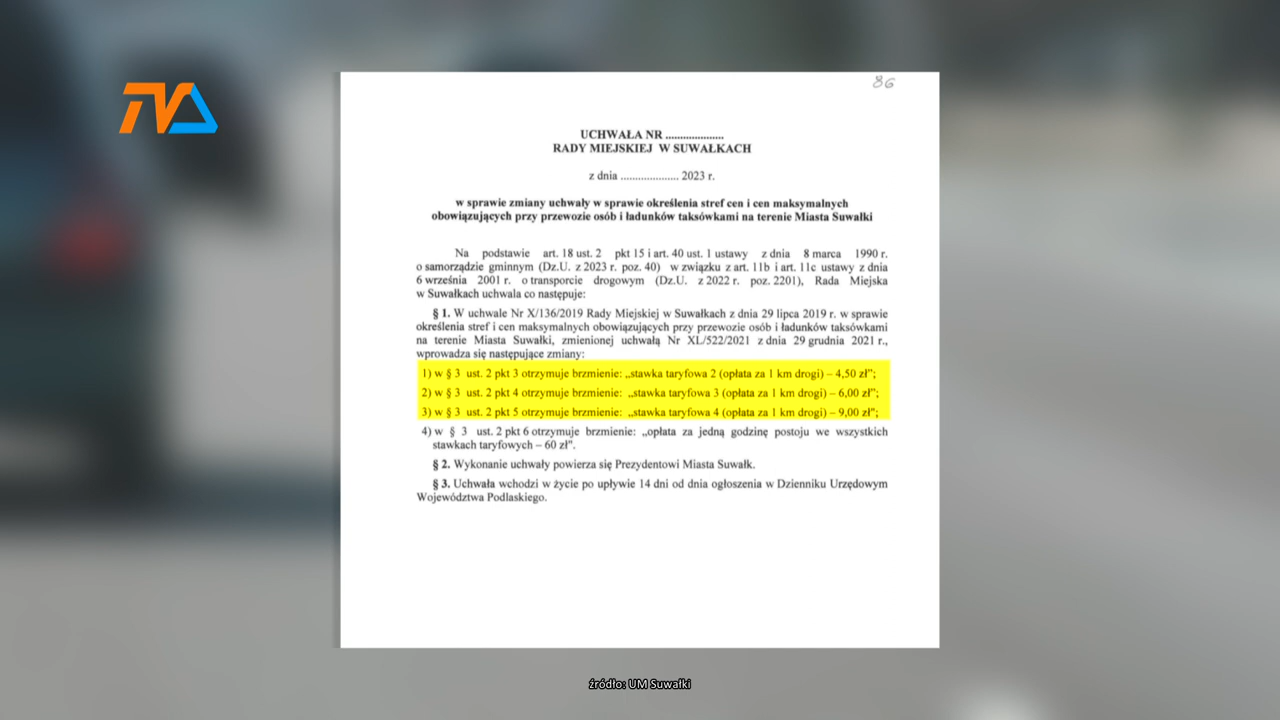 TVA
86
UCHWAŁA NR ....................
RADY MIEJSKIEJ W SUWAŁKACH
z dnia .................... 2023 r.
w sprawie zmiany uchwały w sprawie określenia stref cen i cen maksymalnych
obowiązujących przy przewozie osób i ładunków taksówkami na terenie Miasta Suwałki
Na podstawie art. 18 ust. 2 pkt 15 i art. 40 ust. 1 ustawy z dnia 8 marca 1990 r.
o samorządzie gminnym (Dz.U. z 2023 r. poz. 40) w związku z art. 11b i art. 11c ustawy z dnia
6 września 2001 r. o transporcie drogowym (Dz.U. z 2022 r. poz. 2201), Rada Miejska
w Suwałkach uchwala co następuje:
§ 1. W uchwale Nr X/136/2019 Rady Miejskiej w Suwałkach z dnia 29 lipca 2019 r. w sprawie
określenia stref i cen maksymalnych obowiązujących przy przewozie osób i ładunków taksówkami
na terenie Miasta Suwałki, zmienionej uchwałą Nr XL/522/2021 z dnia 29 grudnia 2021 r.,
wprowadza się następujące zmiany:
1) w § 3 ust. 2 pkt 3 otrzymuje brzmienie: „stawka taryfowa 2 (opłata za 1 km drogi) – 4,50 zł”;
2) w § 3 ust. 2 pkt 4 otrzymuje brzmienie: „stawka taryfowa 3 (opłata za 1 km drogi) – 6,00 zł”;
3) w § 3 ust. 2 pkt 5 otrzymuje brzmienie: „stawka taryfowa 4 (opłata za 1 km drogi) – 9,00 zł”;
4) w § 3 ust. 2 pkt 6 otrzymuje brzmienie: „opłata za jedną godzinę postoju we wszystkich
stawkach taryfowych – 60 zł”.
§ 2. Wykonanie uchwały powierza się Prezydentowi Miasta Suwałk.
§ 3. Uchwała wchodzi w życie po upływie 14 dni od dnia ogłoszenia w Dzienniku Urzędowym
Województwa Podlaskiego.
źródło: UM Suwałki